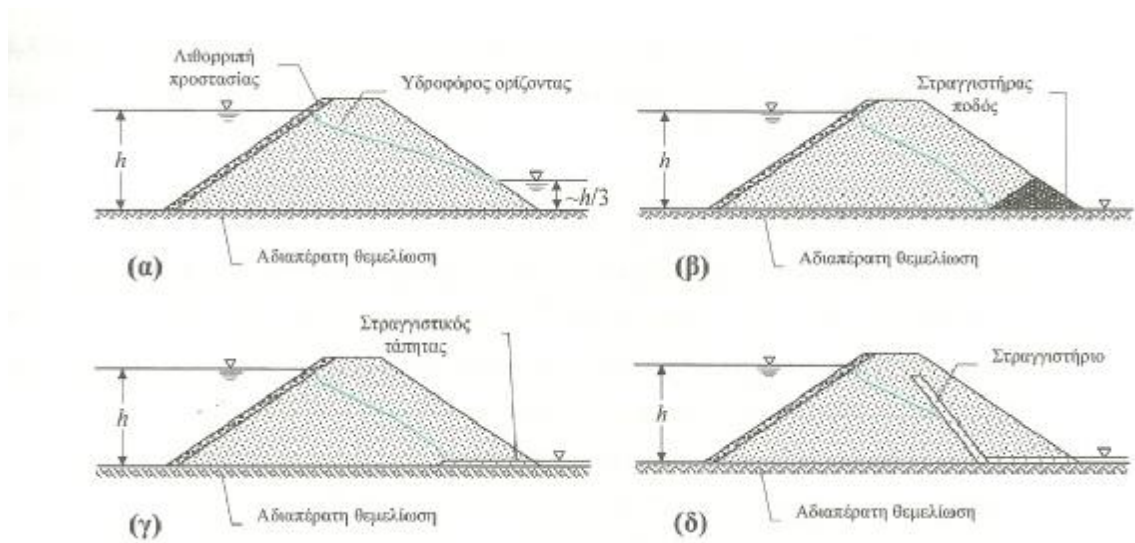 Λιθορριπή
προστασίας
Υδροφόρος ορίζοντας
h
~h/3
Αδιαπέρατη θεμελίωση
(α)
Στραγγιστήρας
ποδός
h
Αδιαπέρατη θεμελίωση
(β)
Στραγγιστικός
τάπητας
h
Αδιαπέρατη θεμελίωση
(γ)
Στραγγιστήριο
h
Αδιαπέρατη θεμελίωση
(δ)